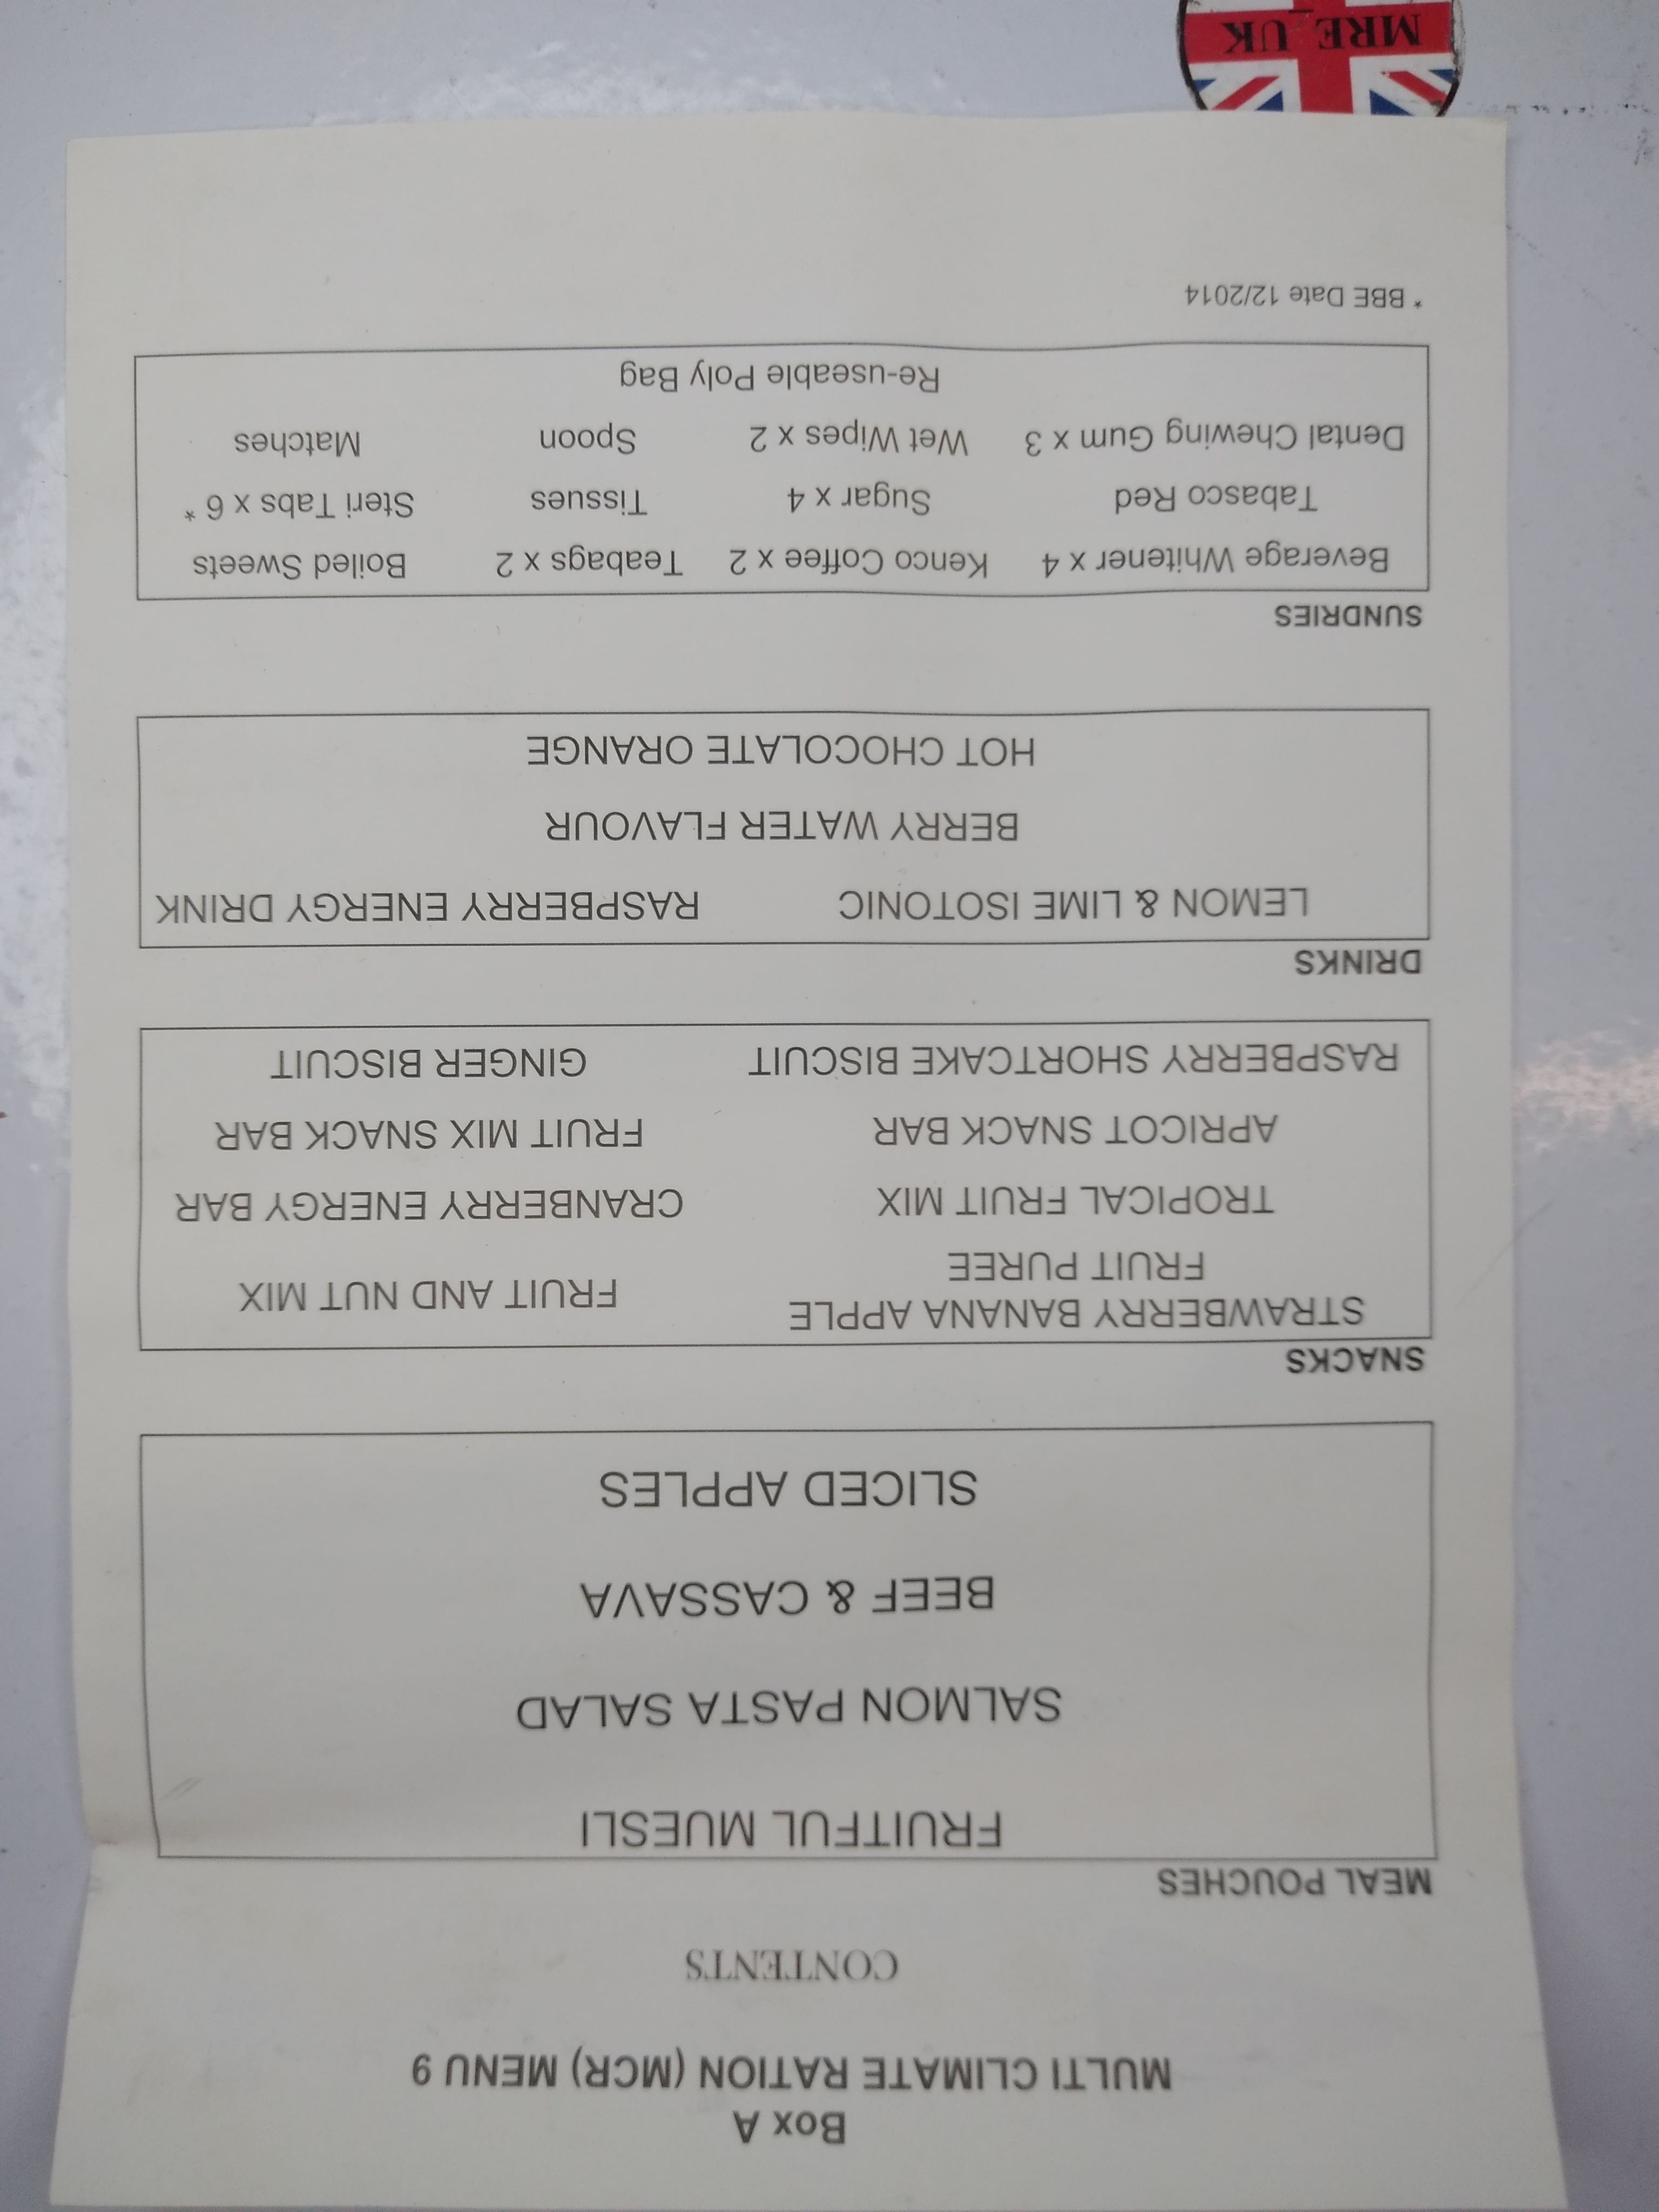 Box A
MULTI CLIMATE RATION (MCR) MENU 9
CONTENTS
MEAL POUCHES
FRUITFUL MUESLI
SALMON PASTA SALAD
BEEF & CASSAVA
SLICED APPLES
SNACKS
STRAWBERRY BANANA APPLE
FRUIT PUREE
FRUIT AND NUT MIX
TROPICAL FRUIT MIX CRANBERRY ENERGY BAR
APRICOT SNACK BAR FRUIT MIX SNACK BAR
RASPBERRY SHORTCAKE BISCUIT GINGER BISCUIT
DRINKS
LEMON & LIME ISOTONIC RASPBERRY ENERGY DRINK
BERRY WATER FLAVOUR
HOT CHOCOLATE ORANGE
SUNDRIES
Beverage Whitener x 4 Kenco Coffee x 2 Teabags x 2 Boiled Sweets
Tabasco Red Sugar x 4 Tissues Steri Tabs x 6 *
Dental Chewing Gum x 3 Wet Wipes x 2 Spoon Matches
Re-useable Poly Bag
* BBE Date 12/2014
MRE_UK